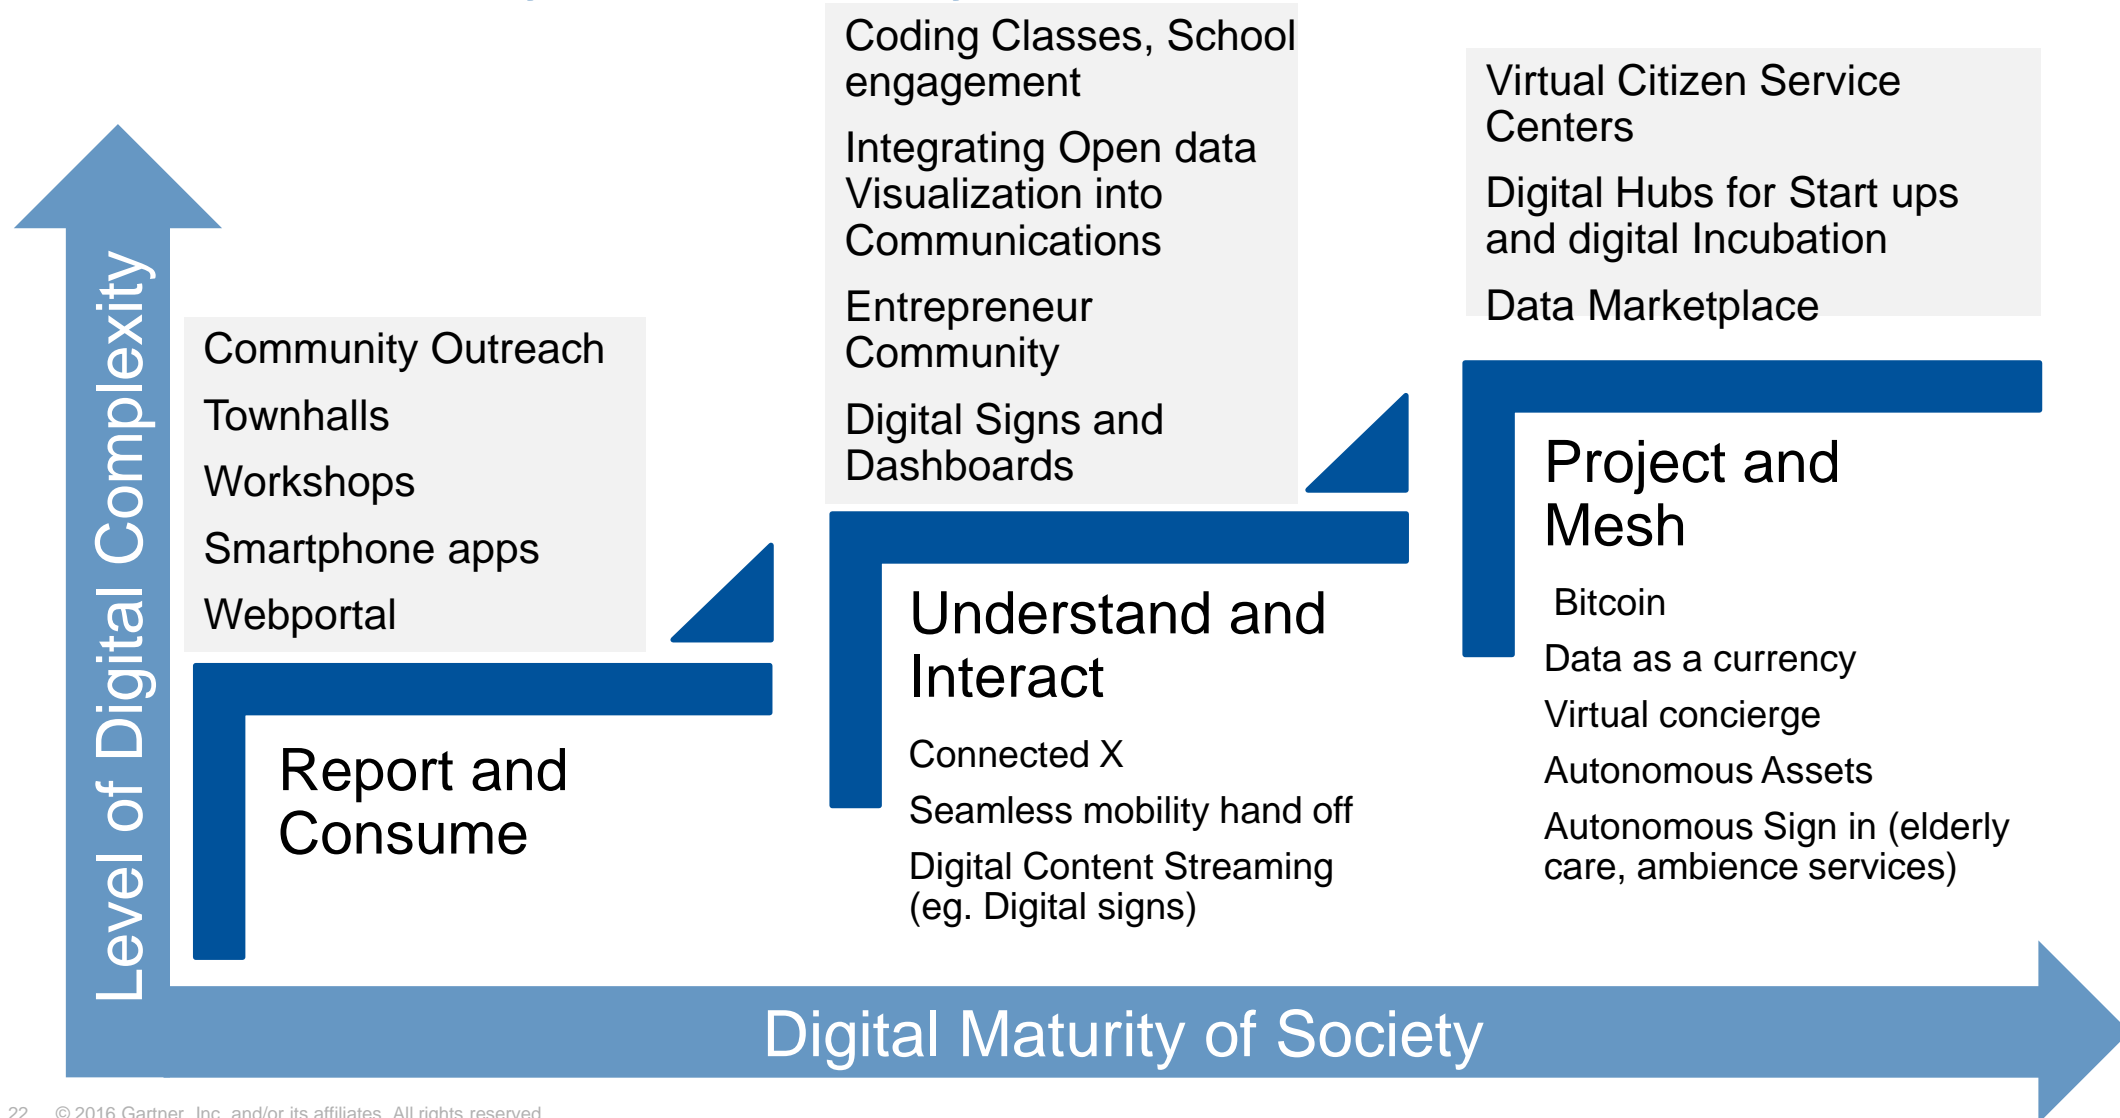 Level of Digital Complexity
Community Outreach
Townhalls
Workshops
Smartphone apps
Webportal
Report and
Consume
Coding Classes, School
engagement
Integrating Open data
Visualization into
Communications
Entrepreneur
Community
Digital Signs and
Dashboards
Understand and
Interact
Connected X
Seamless mobility hand off
Digital Content Streaming
(eg. Digital signs)
Virtual Citizen Service
Centers
Digital Hubs for Start ups
and digital Incubation
Data Marketplace
Project and
Mesh
Bitcoin
Data as a currency
Virtual concierge
Autonomous Assets
Autonomous Sign in (elderly
care, ambience services)
Digital Maturity of Society
22 © 2016 Gartner, Inc. and/or its affiliates. All rights reserved.